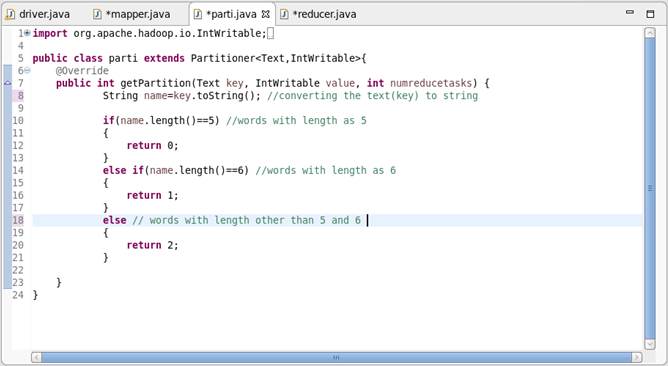 driver.java *mapper.java *parti.java *reducer.java
1 import org.apache.hadoop.io.IntWritable;
4
5 public class parti extends Partitioner<Text,IntWritable>{
6 @Override
7 public int getPartition(Text key, IntWritable value, int numreducetasks) {
8 String name=key.toString(); //converting the text(key) to string
9
10 if(name.length()==5) //words with length as 5
11 {
12 return 0;
13 }
14 else if(name.length()==6) //words with length as 6
15 {
16 return 1;
17 }
18 else // words with length other than 5 and 6
19 {
20 return 2;
21 }
22
23 }
24 }